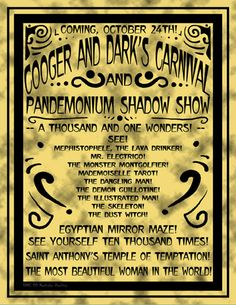 COMING, OCTOBER 24TH!
COOGER AND DARK'S CARNIVAL
AND
PANDEMONIUM SHADOW SHOW
-- A THOUSAND AND ONE WONDERS! --
SEE!
MEPHISTOPHELE, THE LAVA DRINKER!
MR. ELECTRICO!
THE MONSTER MONTGOLFIER!
MADEMOISELLE TAROT!
THE DANGLING MAN!
THE DEMON GUILLOTINE!
THE ILLUSTRATED MAN!
THE SKELETON!
THE DUST WITCH!
EGYPTIAN MIRROR MAZE!
SEE YOURSELF TEN THOUSAND TIMES!
SAINT ANTHONY'S TEMPLE OF TEMPTATION!
THE MOST BEAUTIFUL WOMAN IN THE WORLD!